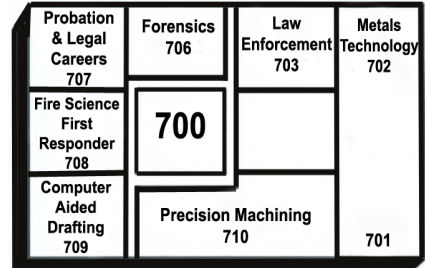 Probation
& Legal
Careers
707
Forensics
706
Law
Enforcement
703
Metals
Technology
702
Fire Science
First
Responder
708
700
Computer
Aided
Drafting
709
Precision Machining
710
701